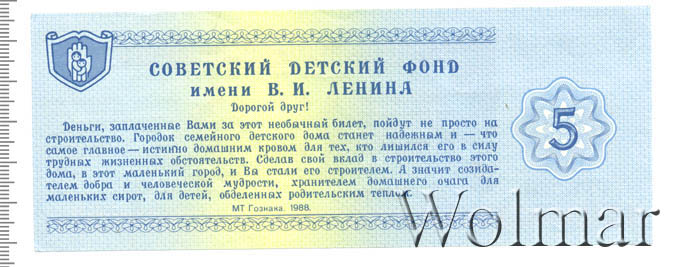 СОВЕТСКИЙ ДЕТСКИЙ ФОНД
имени В. И. ЛЕНИНА
Дорогой друг!
Деньги, заплаченные Вами за этот необычный билет, пойдут не просто на
строительство. Городок семейного детского дома станет надежным и — что
самое главное — истинно домашним кровом для тех, кто лишился его в силу
трудных жизненных обстоятельств. Сделав свой вклад в строительство этого
дома, в этот маленький город, и Вы стали его строителем. А значит созида-
телем добра и человеческой мудрости, хранителем домашнего очага для
маленьких сирот, для детей, обделенных родительским теплом.
5
МТ Гознака. 1988.
Wolmar